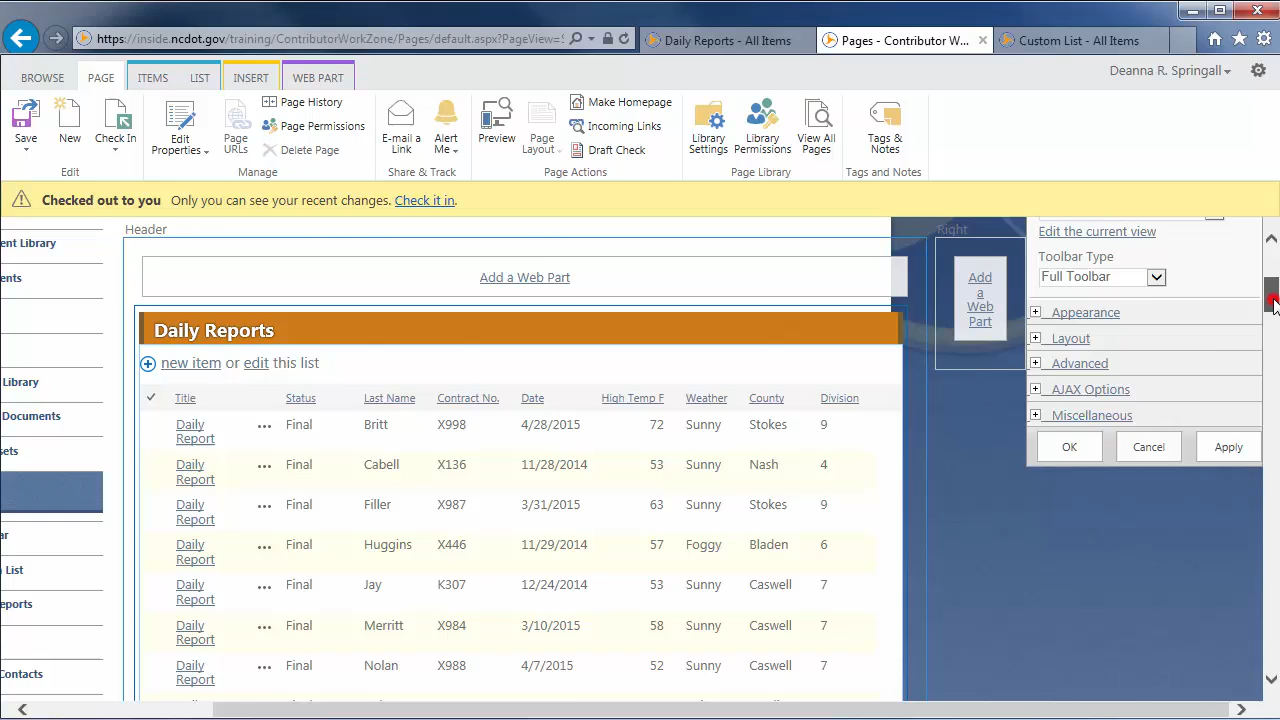 https://inside.ncdot.gov/training/ContributorWorkZone/Pages/default.aspx?PageView=
Daily Reports - All Items
Pages - Contributor W...
Custom List - All Items
BROWSE
PAGE
ITEMS
LIST
INSERT
WEB PART
Deanna R. Springall
Save
New
Check In
Edit
Edit Properties
Page URLs
Page History
Page Permissions
Delete Page
Manage
E-mail a Link
Alert Me
Share & Track
Preview
Page Layout
Make Homepage
Incoming Links
Draft Check
Page Actions
Library Settings
Library Permissions
View All Pages
Page Library
Tags & Notes
Tags and Notes
Checked out to you Only you can see your recent changes. Check it in.
ent Library
ents
Library
Documents
sets
ar
List
eports
Contacts
Header
Add a Web Part
Daily Reports
new item or edit this list
Title Status Last Name Contract No. Date High Temp F Weather County Division
Daily Report ... Final Britt X998 4/28/2015 72 Sunny Stokes 9
Daily Report ... Final Cabell X136 11/28/2014 53 Sunny Nash 4
Daily Report ... Final Filler X987 3/31/2015 63 Sunny Stokes 9
Daily Report ... Final Huggins X446 11/29/2014 57 Foggy Bladen 6
Daily Report ... Final Jay K307 12/24/2014 53 Sunny Caswell 7
Daily Report ... Final Merritt X984 3/10/2015 58 Sunny Caswell 7
Daily Report ... Final Nolan X988 4/7/2015 52 Sunny Caswell 7
Right
Add
a
Web
Part
Edit the current view
Toolbar Type
Full Toolbar
Appearance
Layout
Advanced
AJAX Options
Miscellaneous
OK
Cancel
Apply